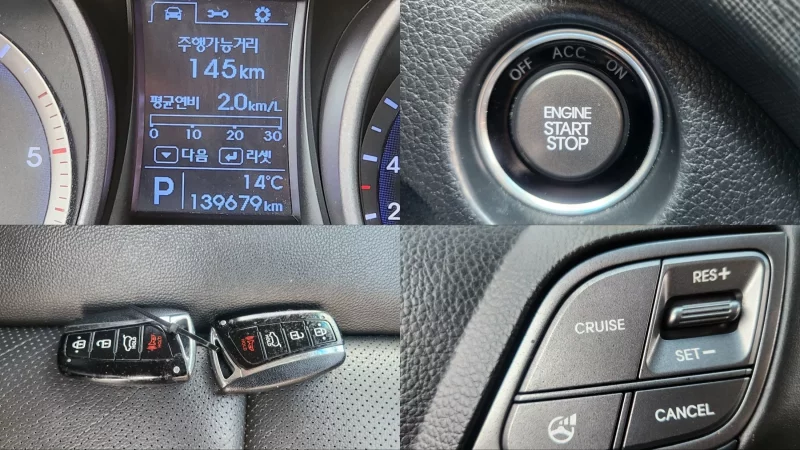 주행가능거리
145km
평균연비 2.0km/L
0 10 20 30
다음 리셋
P 14°C
139679km
5
4
2
OFF ACC ON
ENGINE
START
STOP
CRUISE
RES+
SET−
CANCEL